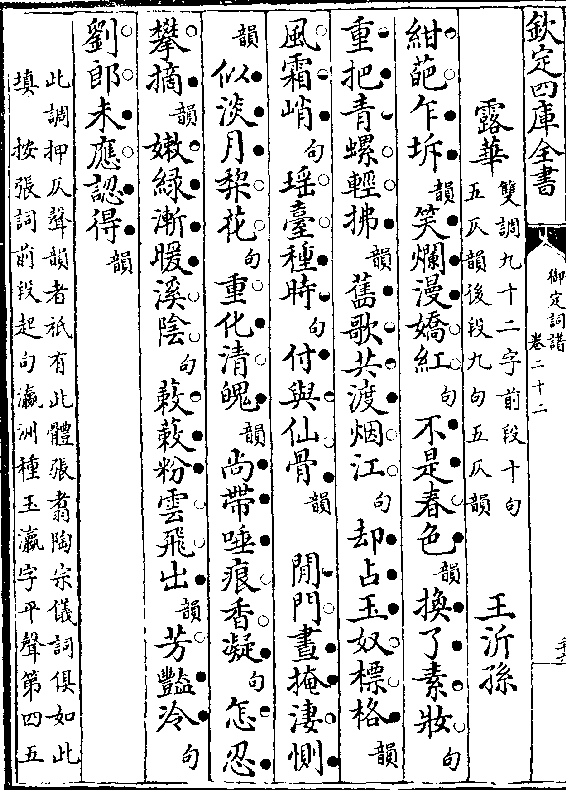 欽定四庫全書
御定詞譜
卷二十二
露華 雙調九十二字前段十句五仄韻後段九句五仄韻 王沂孫
紺葩乍坼韻笑爛漫嬌紅句不是春色韻換了素妝句
重把青螺輕拂韻舊歌共渡烟江句却占玉奴標格韻
風霜峭句瑶臺種時句付與仙骨韻 閒門晝掩淒惻
韻似淡月棃花句重化清魄韻尚帶唾痕香凝句怎忍
攀摘韻嫩綠漸暖溪陰句蔌蔌粉雲飛出韻芳豔冷句
劉郎未應認得韻
此調押仄聲韻者祇有此體張翥陶宗儀詞俱如此
填 按張詞前段起句瀛洲種玉瀛字平聲第四五